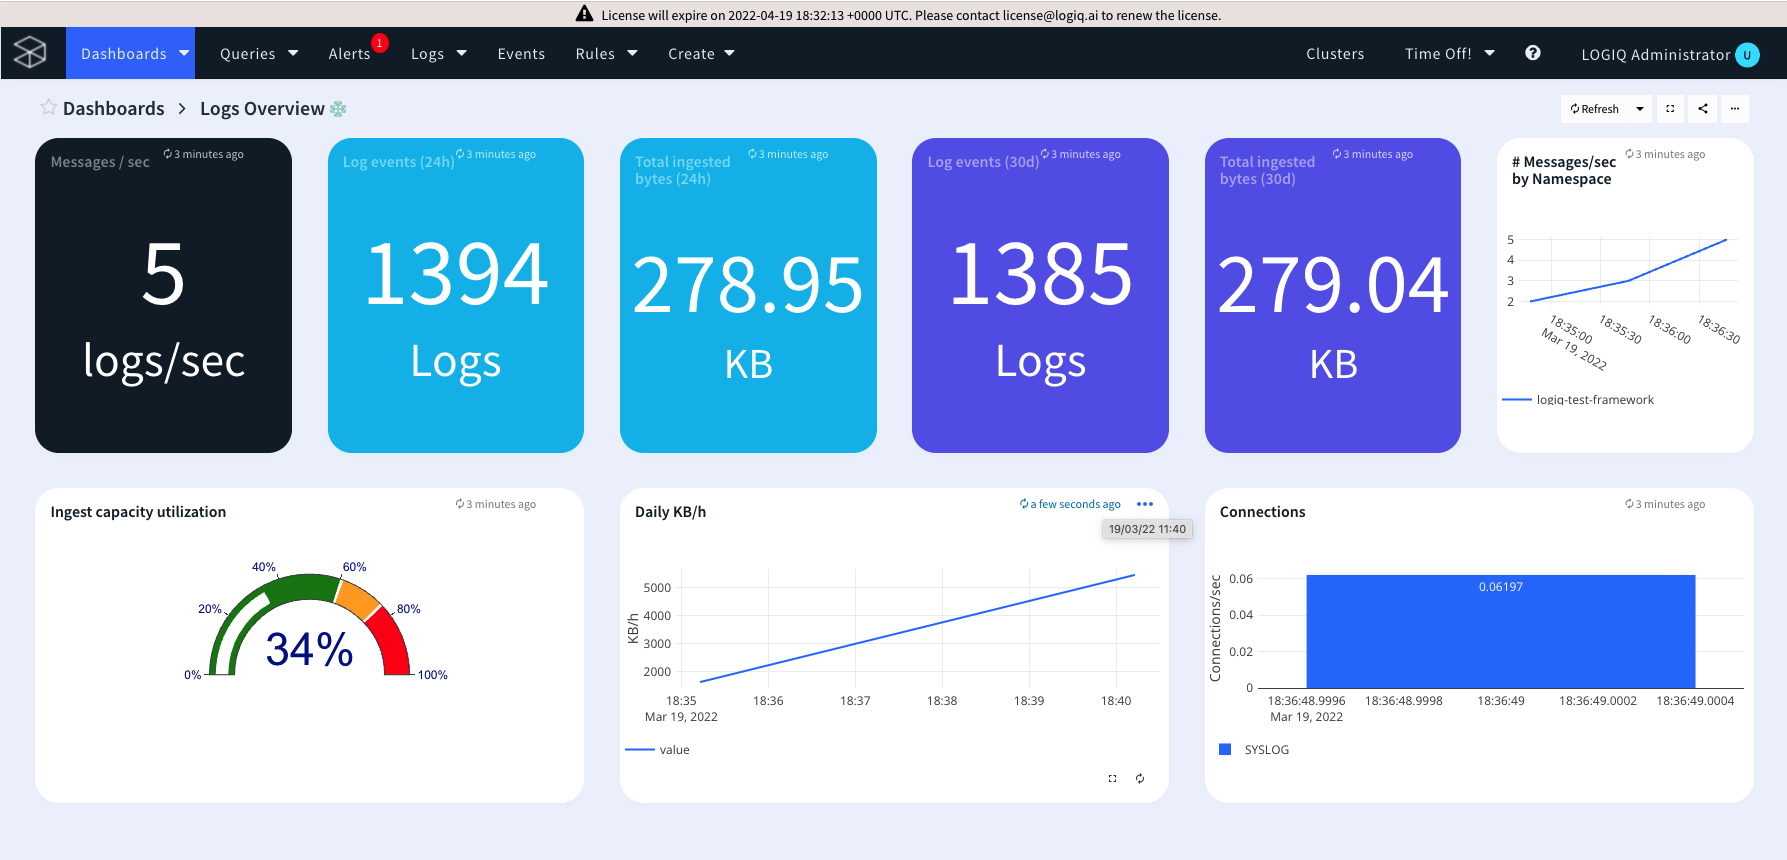 License will expire on 2022-04-19 18:32:13 +0000 UTC. Please contact license@logiq.ai to renew the license.
Dashboards Queries Alerts 1 Logs Events Rules Create Clusters Time Off! ? LOGIQ Administrator U
Dashboards > Logs Overview
Refresh
Messages / sec
3 minutes ago
5
logs/sec
Log events (24h)
3 minutes ago
1394
Logs
Total ingested
bytes (24h)
3 minutes ago
278.95
KB
Log events (30d)
3 minutes ago
1385
Logs
Total ingested
bytes (30d)
3 minutes ago
279.04
KB
# Messages/sec
by Namespace
3 minutes ago
5
4
3
2
18:35:00
Mar 19, 2022
18:35:30
18:36:00
18:36:30
logiq-test-framework
Ingest capacity utilization
3 minutes ago
0%
20%
40%
60%
80%
100%
34%
Daily KB/h
a few seconds ago
19/03/22 11:40
KB/h
5000
4000
3000
2000
18:35 18:36 18:37 18:38 18:39 18:40
Mar 19, 2022
value
Connections
3 minutes ago
Connections/sec
0.06
0.04
0.02
0
0.06197
18:36:48.9996 18:36:48.9998 18:36:49 18:36:49.0002 18:36:49.0004
Mar 19, 2022
SYSLOG